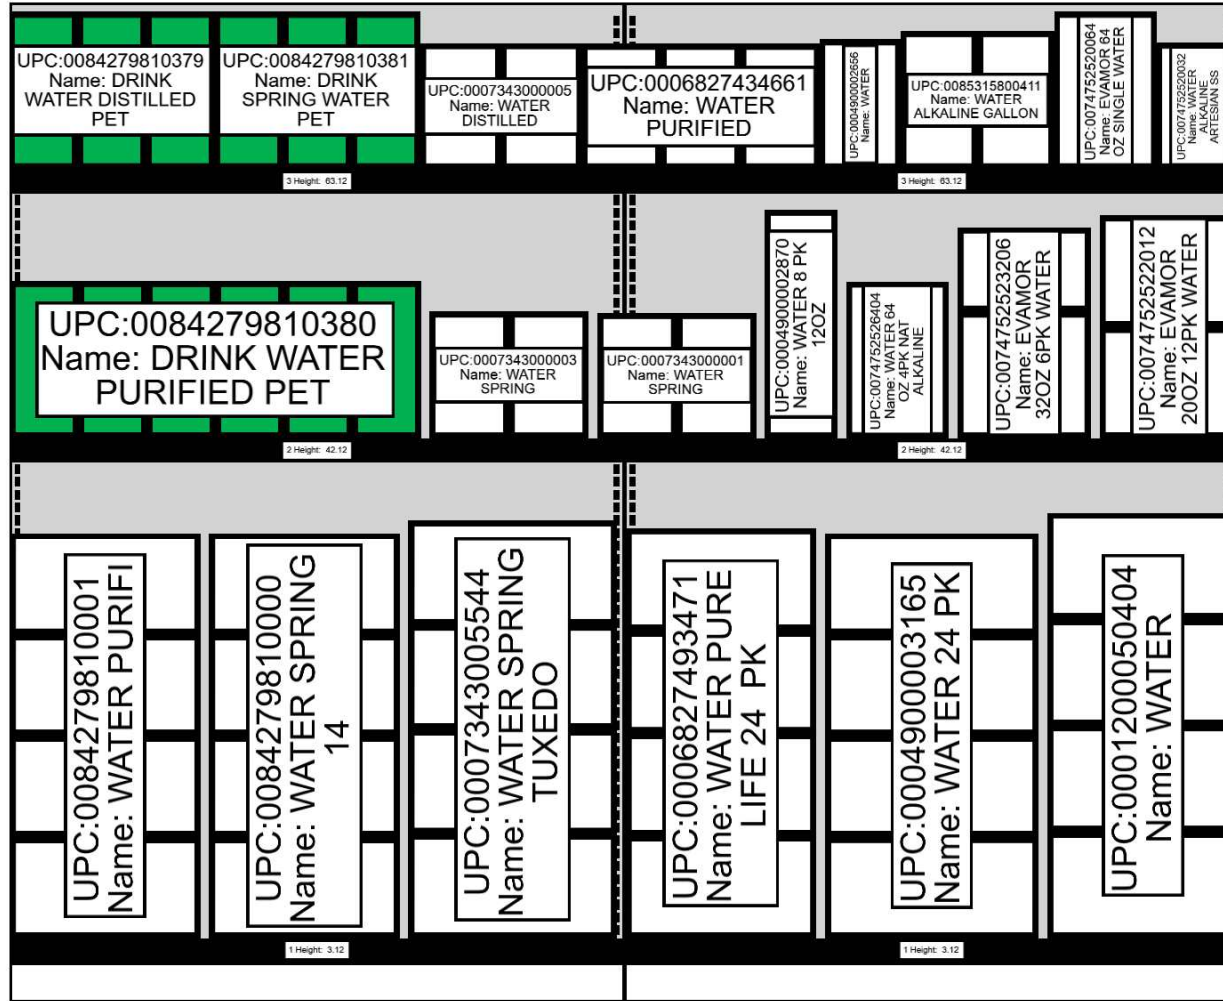 UPC:0084279810379
Name: DRINK
WATER DISTILLED
PET
UPC:0084279810381
Name: DRINK
SPRING WATER
PET
UPC:0007343000005
Name: WATER
DISTILLED
UPC:0006827434661
Name: WATER
PURIFIED
UPC:0004900002656
Name: WATER
UPC:0085315800411
Name: WATER
ALKALINE GALLON
UPC:0074752520064
Name: EVAMOR 64
OZ SINGLE WATER
UPC:0074752520032
Name: WATER
ALKALINE
ARTESIAN SS
3 Height: 63.12
3 Height: 63.12
UPC:0084279810380
Name: DRINK WATER
PURIFIED PET
UPC:0007343000003
Name: WATER
SPRING
UPC:0007343000001
Name: WATER
SPRING
UPC:0004900002870
Name: WATER 8 PK
12OZ
UPC:0074752526404
Name: WATER 64
OZ 4PK NAT
ALKALINE
UPC:0074752523206
Name: EVAMOR
32OZ 6PK WATER
UPC:0074752522012
Name: EVAMOR
20OZ 12PK WATER
2 Height: 42.12
2 Height: 42.12
UPC:0084279810001
Name: WATER PURIFI
UPC:0084279810000
Name: WATER SPRING
14
UPC:0007343005544
Name: WATER SPRING
TUXEDO
UPC:0006827493471
Name: WATER PURE
LIFE 24 PK
UPC:0004900003165
Name: WATER 24 PK
UPC:0001200050404
Name: WATER
1 Height: 3.12
1 Height: 3.12